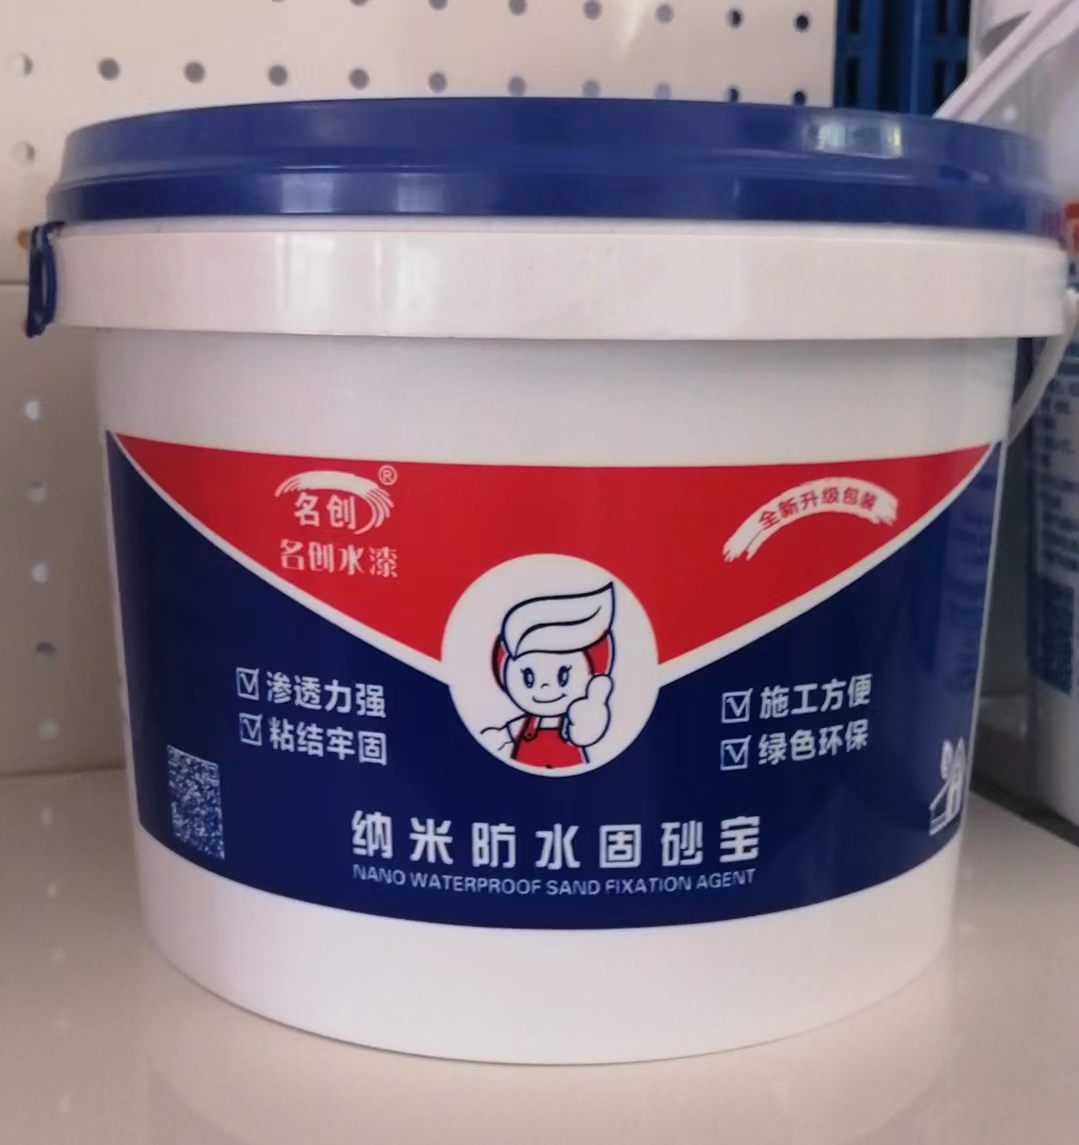 名创®
名创水漆
全新升级包装
渗透力强
粘结牢固
施工方便
绿色环保
纳米防水固砂宝
NANO WATERPROOF SAND FIXATION AGENT